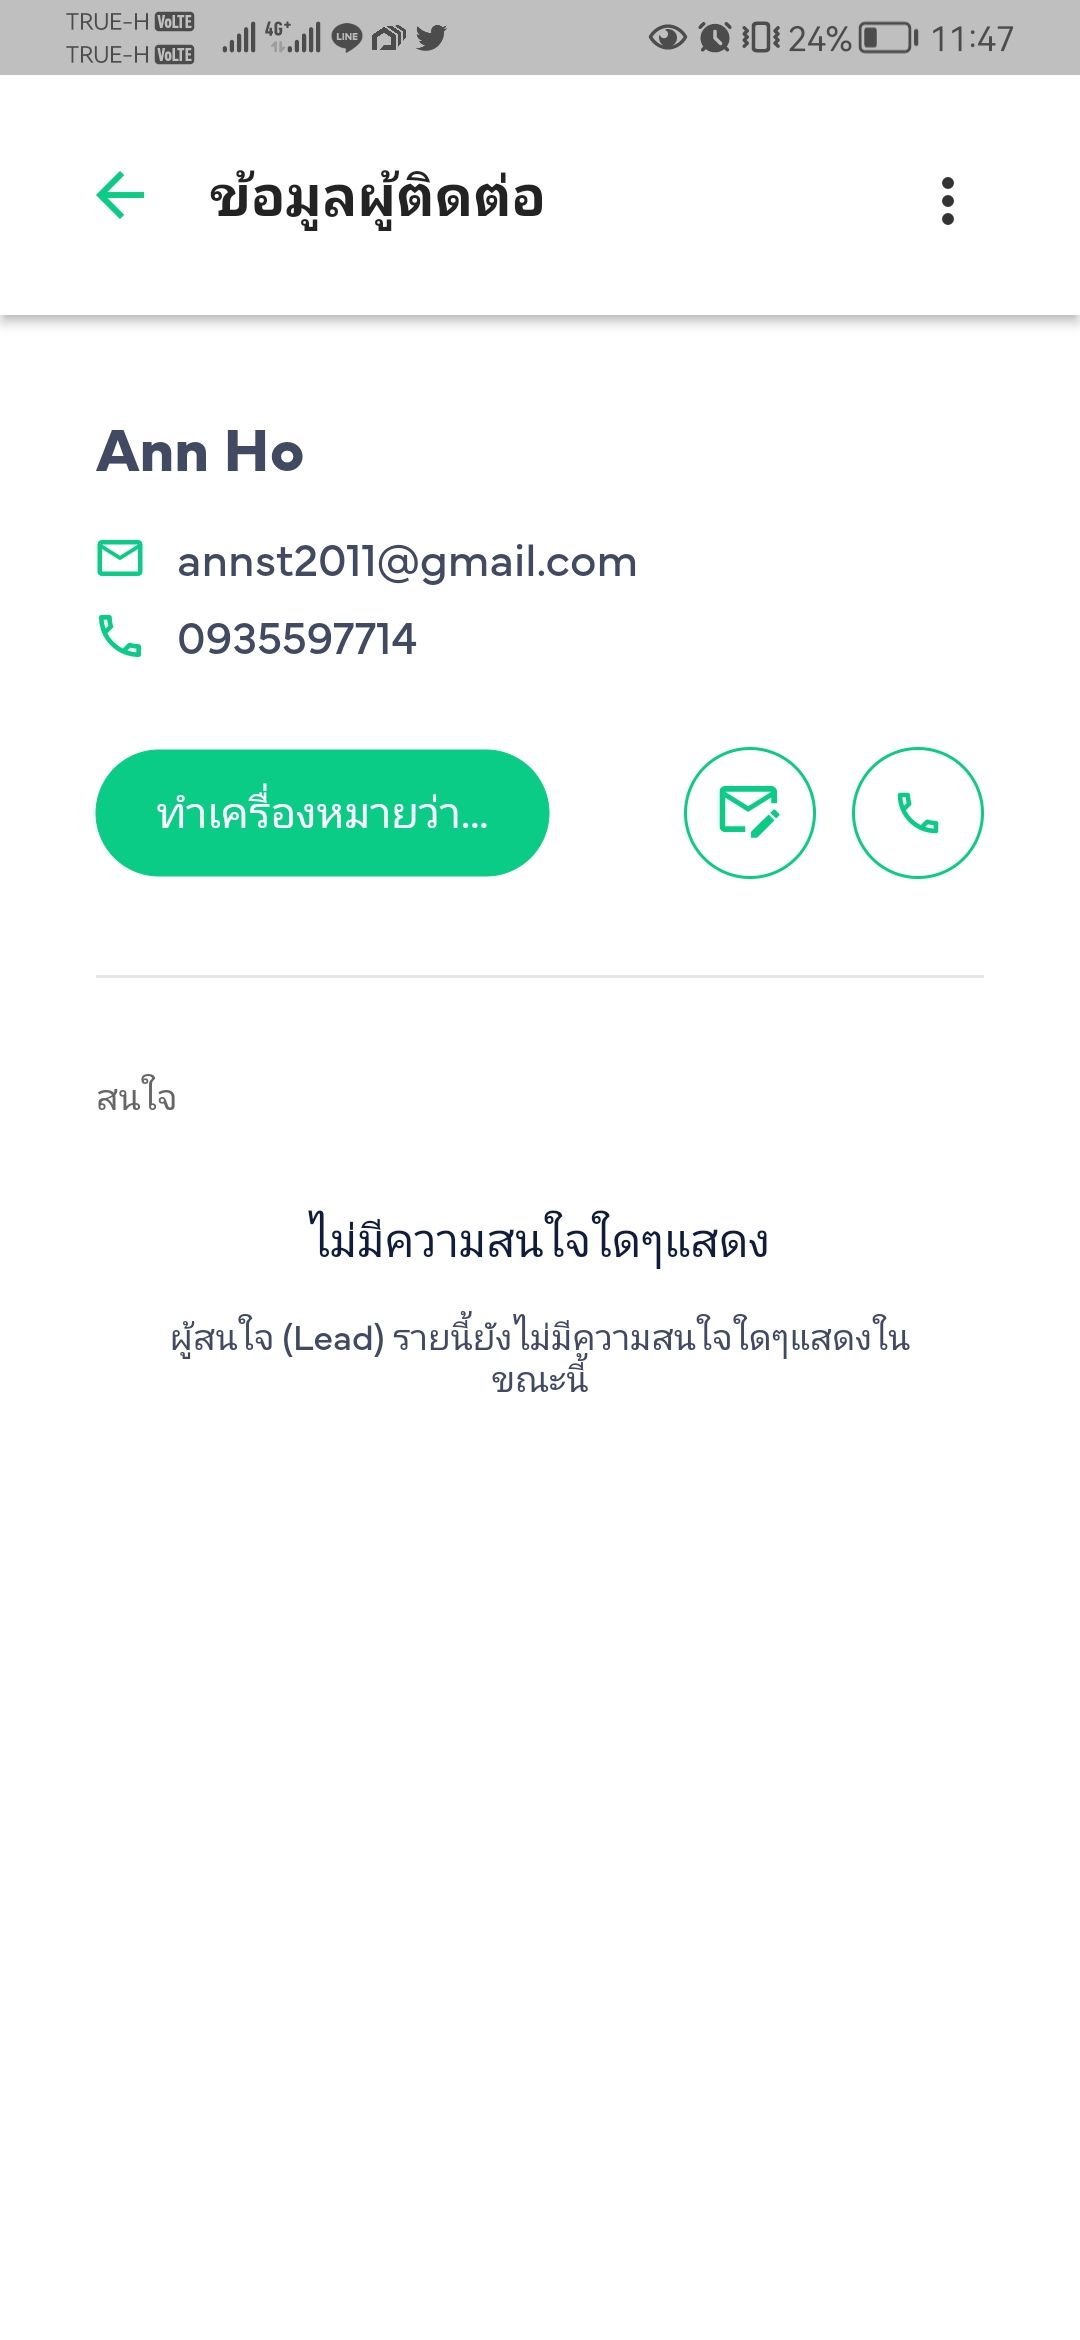 TRUE-H VoLTE
TRUE-H VoLTE
4G+
LINE
24%
11:47
ข้อมูลผู้ติดต่อ
Ann Ho
annst2011@gmail.com
0935597714
ทำเครื่องหมายว่า...
สนใจ
ไม่มีความสนใจใดๆแสดง
ผู้สนใจ (Lead) รายนี้ยังไม่มีความสนใจใดๆแสดงใน
ขณะนี้